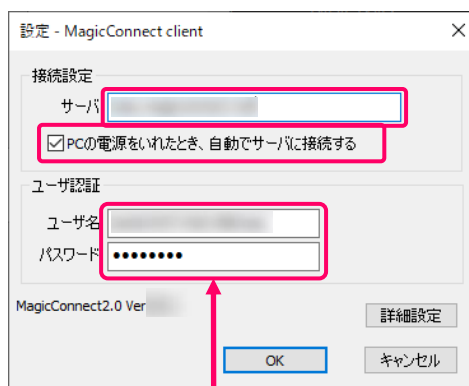 設定 - MagicConnect client
接続設定
サーバ
PCの電源をいれたとき、自動でサーバに接続する
ユーザ認証
ユーザ名
パスワード ••••••••
MagicConnect2.0 Ver
詳細設定
OK キャンセル